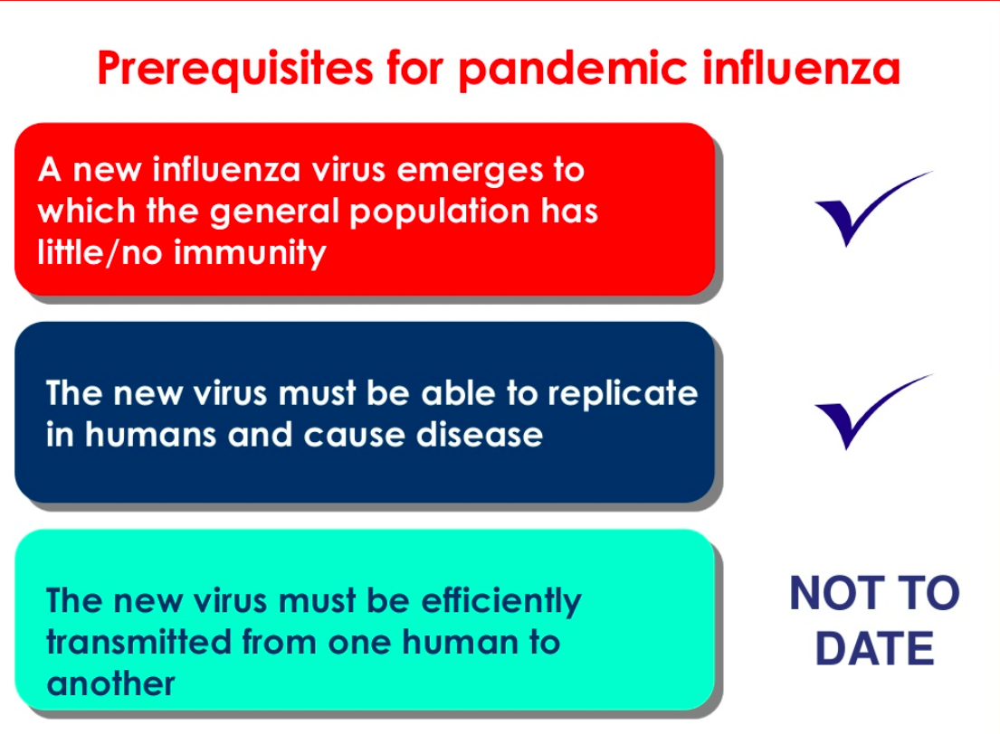 Prerequisites for pandemic influenza
A new influenza virus emerges to
which the general population has
little/no immunity
The new virus must be able to replicate
in humans and cause disease
The new virus must be efficiently
transmitted from one human to
another
NOT TO
DATE